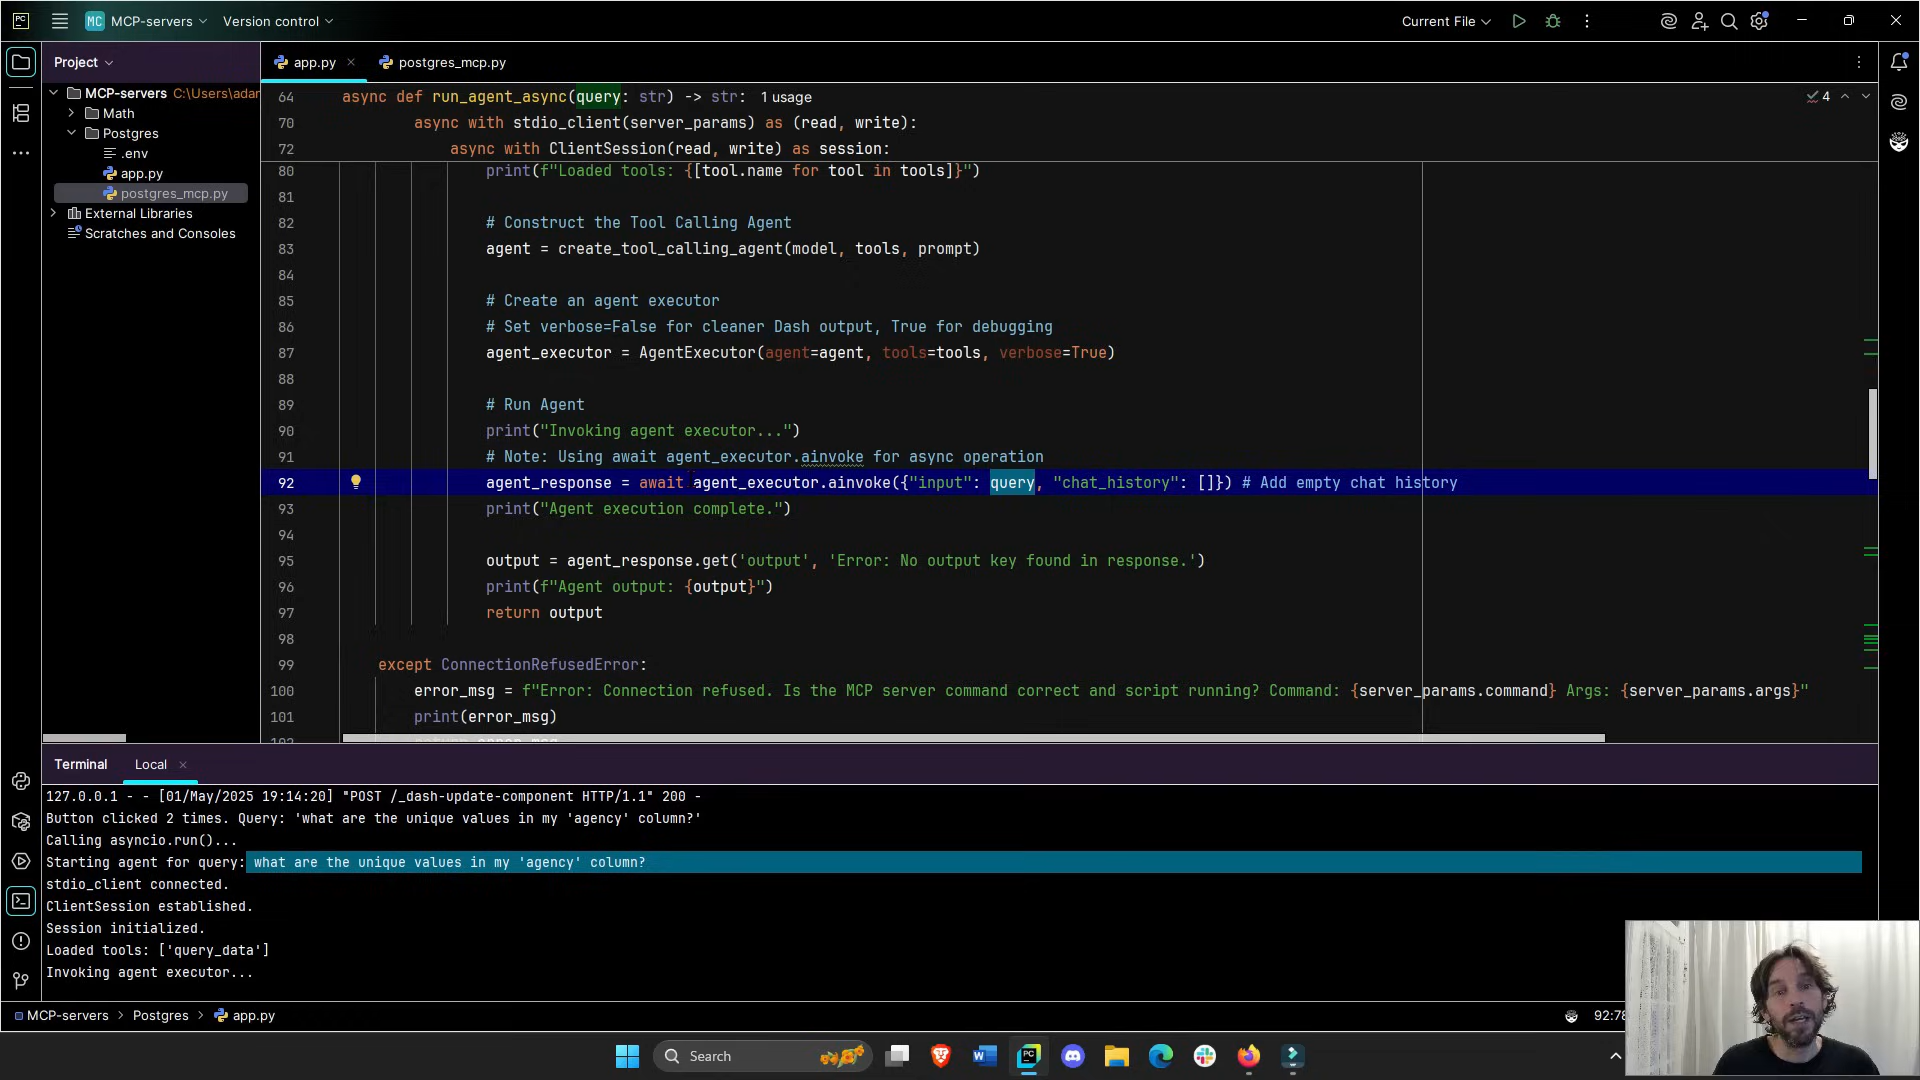 PC
MC MCP-servers
Version control
Current File
Project
app.py
postgres_mcp.py
MCP-servers C:\Users\adar
Math
Postgres
.env
app.py
postgres_mcp.py
External Libraries
Scratches and Consoles
64 async def run_agent_async(query: str) -> str: 1 usage
4
70 async with stdio_client(server_params) as (read, write):
72 async with ClientSession(read, write) as session:
80 print(f"Loaded tools: {[tool.name for tool in tools]}")
81
82 # Construct the Tool Calling Agent
83 agent = create_tool_calling_agent(model, tools, prompt)
84
85 # Create an agent executor
86 # Set verbose=False for cleaner Dash output, True for debugging
87 agent_executor = AgentExecutor(agent=agent, tools=tools, verbose=True)
88
89 # Run Agent
90 print("Invoking agent executor...")
91 # Note: Using await agent_executor.ainvoke for async operation
92 agent_response = await agent_executor.ainvoke({"input": query, "chat_history": []}) # Add empty chat history
93 print("Agent execution complete.")
94
95 output = agent_response.get('output', 'Error: No output key found in response.')
96 print(f"Agent output: {output}")
97 return output
98
99 except ConnectionRefusedError:
100 error_msg = f"Error: Connection refused. Is the MCP server command correct and script running? Command: {server_params.command} Args: {server_params.args}"
101 print(error_msg)
Terminal
Local
127.0.0.1 - - [01/May/2025 19:14:20] "POST /_dash-update-component HTTP/1.1" 200 -
Button clicked 2 times. Query: 'what are the unique values in my 'agency' column?'
Calling asyncio.run()...
Starting agent for query: what are the unique values in my 'agency' column?
stdio_client connected.
ClientSession established.
Session initialized.
Loaded tools: ['query_data']
Invoking agent executor...
MCP-servers > Postgres > app.py
92:78
Search
PC